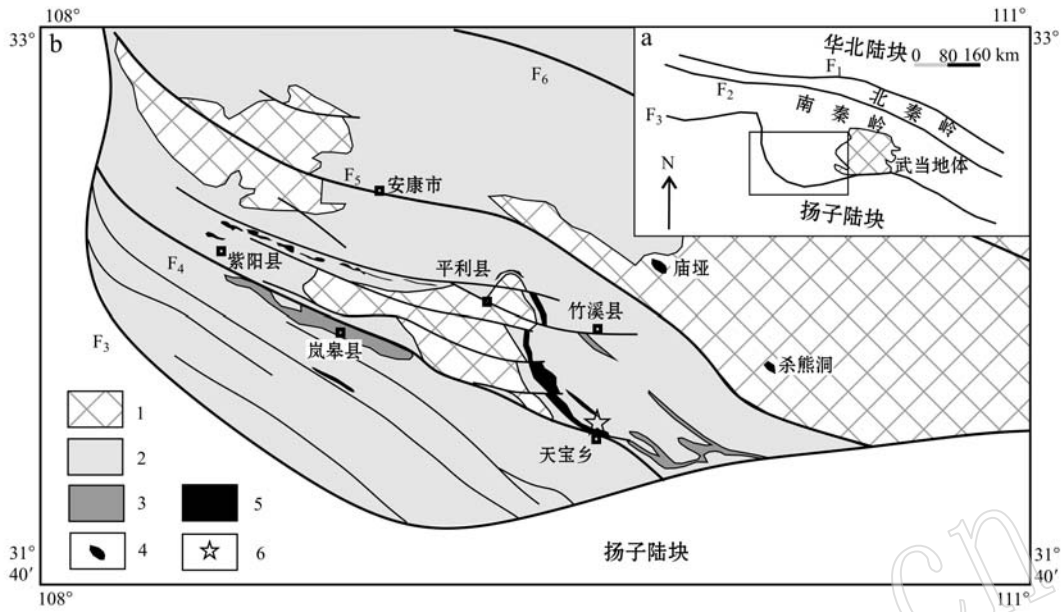 108°
111°
33°
33°
b
a
华北陆块
0 80 160 km
F1
F2
F3
北秦岭
南秦岭
武当地体
N
扬子陆块
F6
F5
安康市
紫阳县
F4
平利县
庙垭
竹溪县
F3
岚皋县
杀熊洞
天宝乡
1
2
3
5
4
6
扬子陆块
31°
40′
31°
40′
108°
111°
cn